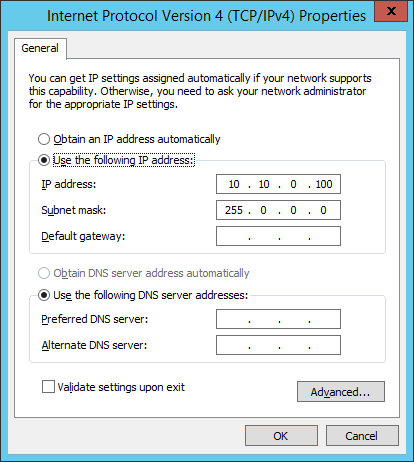 Internet Protocol Version 4 (TCP/IPv4) Properties
x
General
You can get IP settings assigned automatically if your network supports
this capability. Otherwise, you need to ask your network administrator
for the appropriate IP settings.
Obtain an IP address automatically
Use the following IP address:
IP address: 10 . 10 . 0 . 100
Subnet mask: 255 . 0 . 0 . 0
Default gateway: . . .
Obtain DNS server address automatically
Use the following DNS server addresses:
Preferred DNS server: . . .
Alternate DNS server: . . .
Validate settings upon exit
Advanced...
OK Cancel